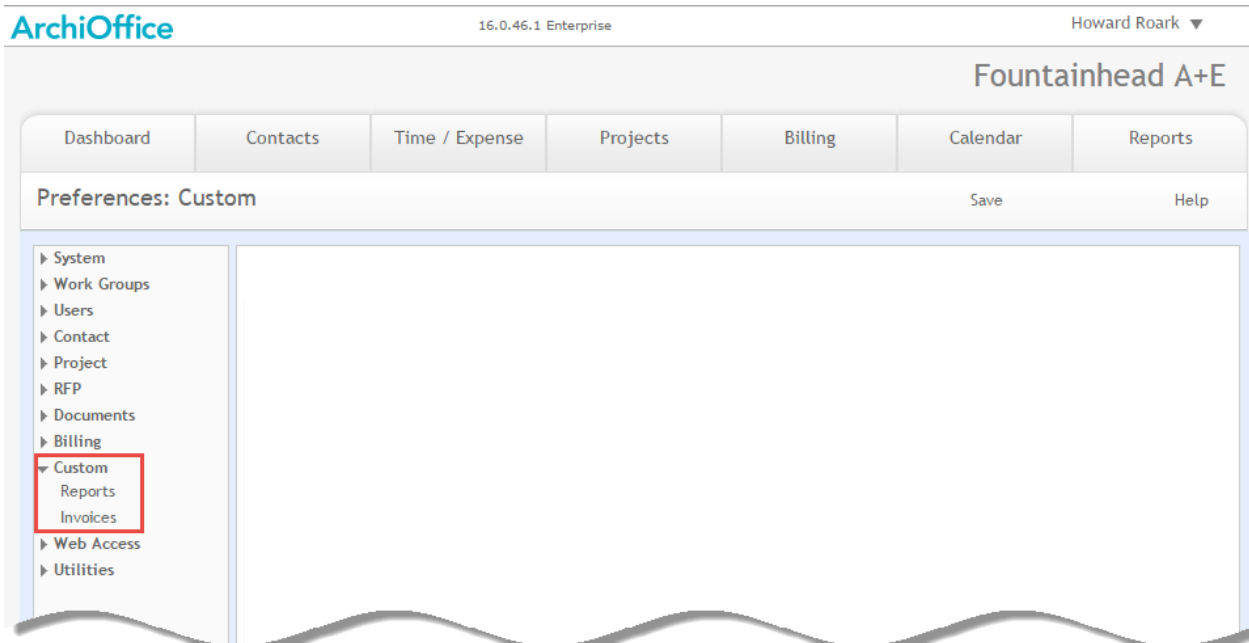 ArchiOffice 16.0.46.1 Enterprise Howard Roark
Fountainhead A+E
Dashboard Contacts Time / Expense Projects Billing Calendar Reports
Preferences: Custom Save Help
System
Work Groups
Users
Contact
Project
RFP
Documents
Billing
Custom
Reports
Invoices
Web Access
Utilities